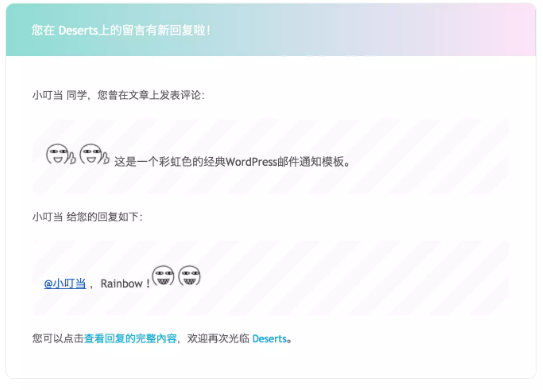 您在 Deserts上的留言有新回复啦！
小叮当 同学，您曾在文章上发表评论：
这是一个彩虹色的经典WordPress邮件通知模板。
小叮当 给您的回复如下：
@小叮当， Rainbow！
您可以点击查看回复的完整內容，欢迎再次光临 Deserts。